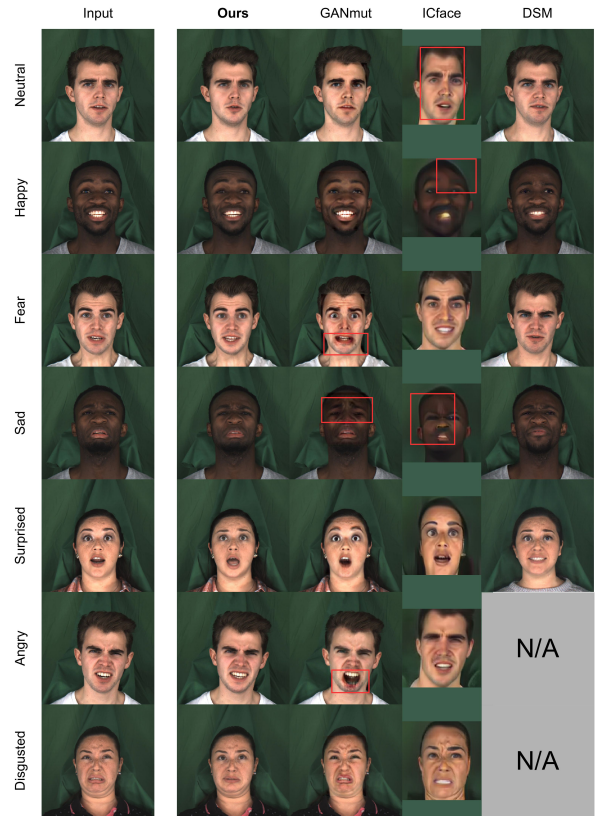 Input Ours GANmut ICface DSM
Neutral
Happy
Fear
Sad
Surprised
Angry N/A
Disgusted N/A